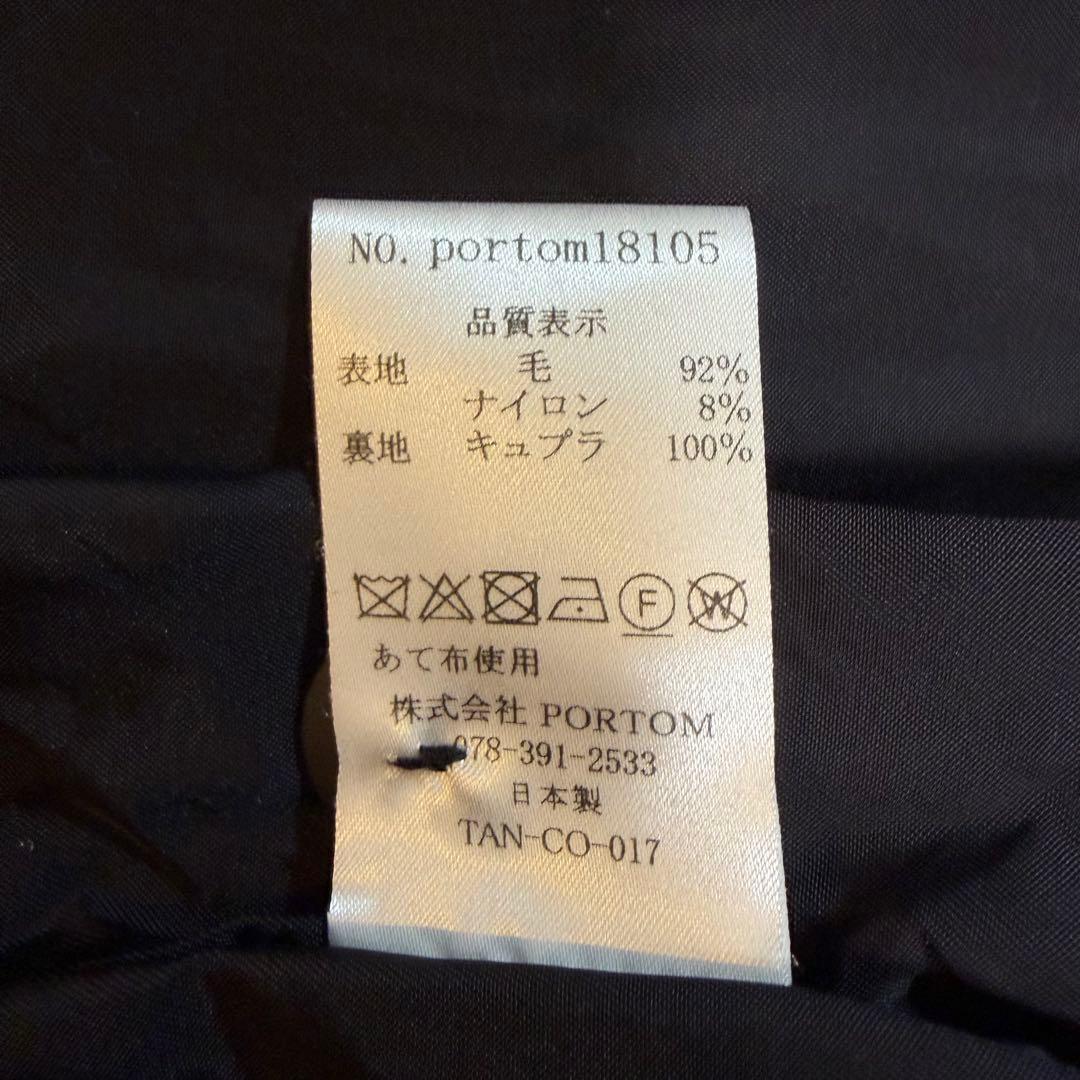 NO. portom18105
品質表示
表地 毛 92%
ナイロン 8%
裏地 キュプラ 100%
F W
あて布使用
株式会社 PORTOM
078-391-2533
日本製
TAN-CO-017